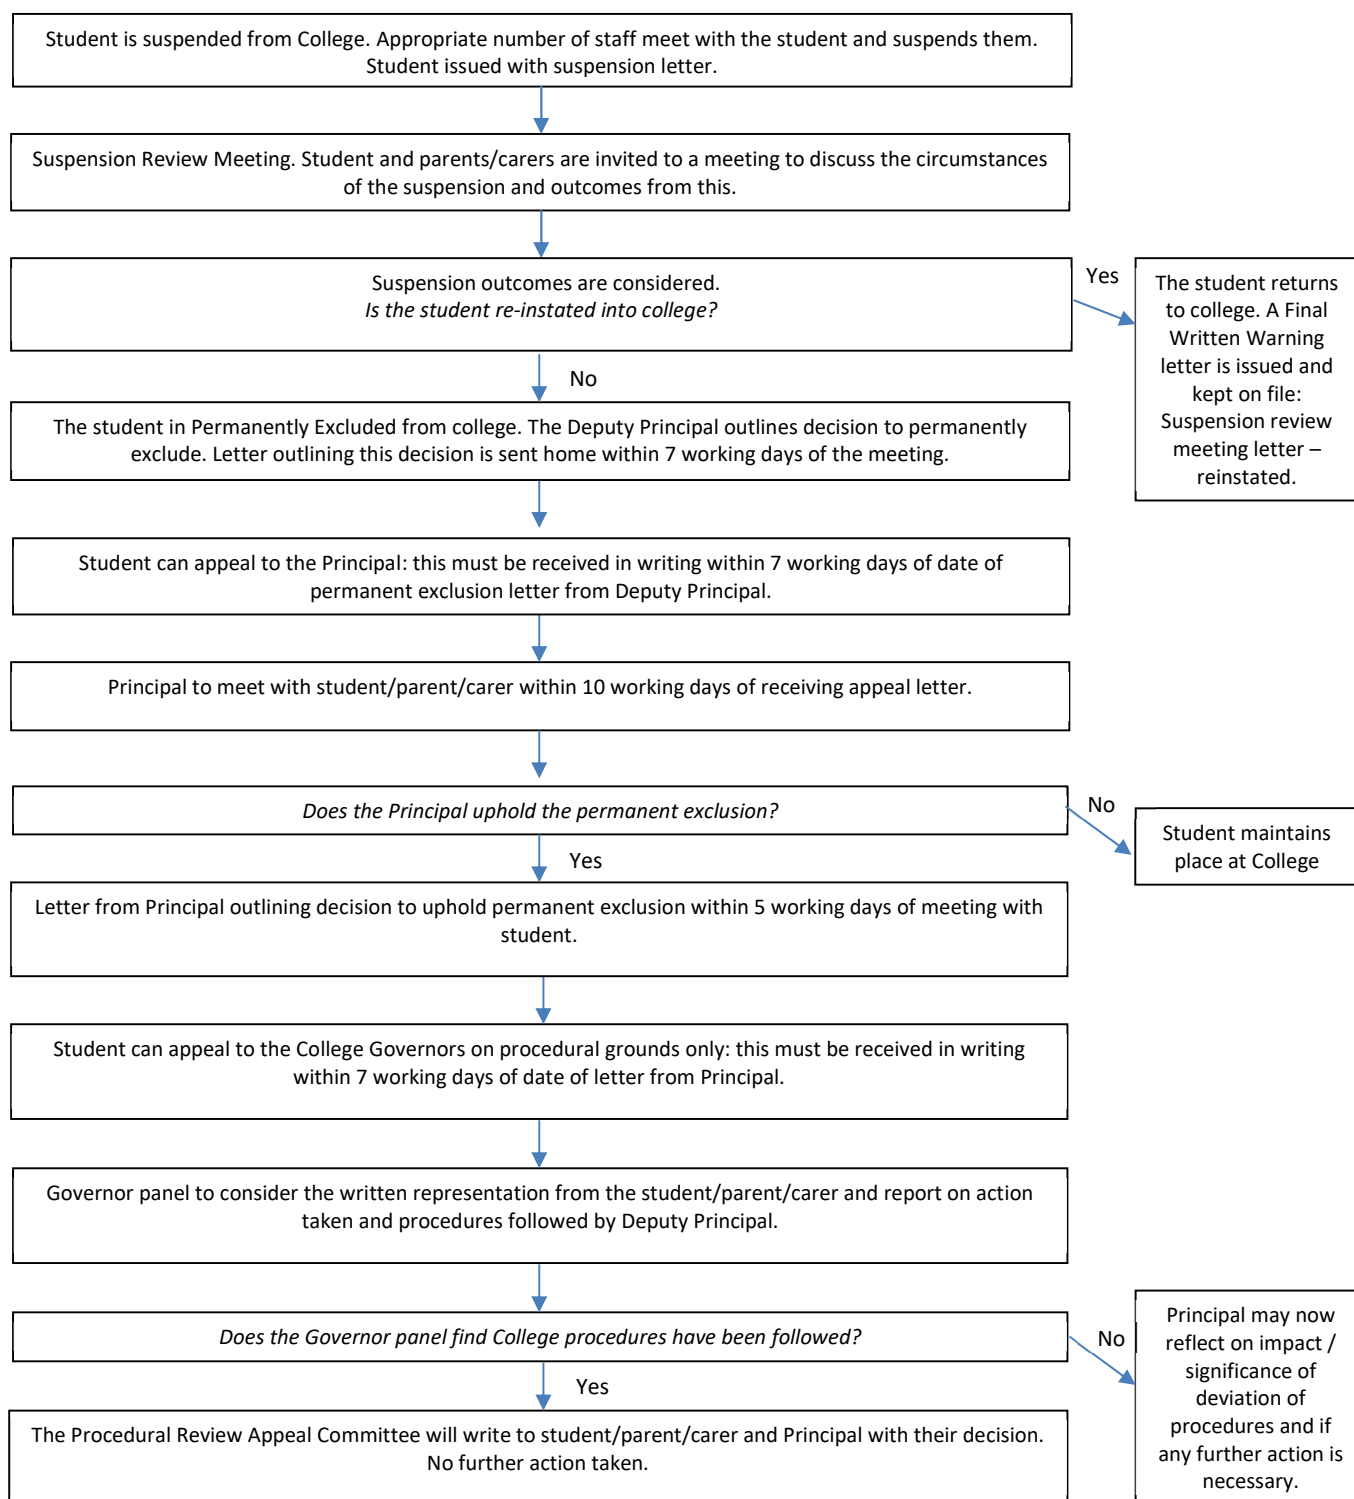 Student is suspended from College. Appropriate number of staff meet with the student and suspends them.
Student issued with suspension letter.
Suspension Review Meeting. Student and parents/carers are invited to a meeting to discuss the circumstances
of the suspension and outcomes from this.
Suspension outcomes are considered.
Is the student re-instated into college?
Yes
The student returns
to college. A Final
Written Warning
letter is issued and
kept on file:
Suspension review
meeting letter –
reinstated.
No
The student in Permanently Excluded from college. The Deputy Principal outlines decision to permanently
exclude. Letter outlining this decision is sent home within 7 working days of the meeting.
Student can appeal to the Principal: this must be received in writing within 7 working days of date of
permanent exclusion letter from Deputy Principal.
Principal to meet with student/parent/carer within 10 working days of receiving appeal letter.
Does the Principal uphold the permanent exclusion?
No
Student maintains
place at College
Yes
Letter from Principal outlining decision to uphold permanent exclusion within 5 working days of meeting with
student.
Student can appeal to the College Governors on procedural grounds only: this must be received in writing
within 7 working days of date of letter from Principal.
Governor panel to consider the written representation from the student/parent/carer and report on action
taken and procedures followed by Deputy Principal.
Does the Governor panel find College procedures have been followed?
No
Principal may now
reflect on impact /
significance of
deviation of
procedures and if
any further action is
necessary.
Yes
The Procedural Review Appeal Committee will write to student/parent/carer and Principal with their decision.
No further action taken.